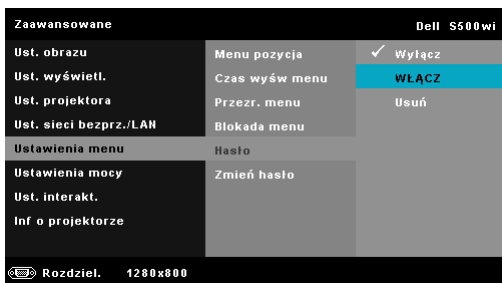 Zaawansowane
Dell S500wi
Ust. obrazu
Ust. wyświetl.
Ust. projektora
Ust. sieci bezprz./LAN
Ustawienia menu
Ustawienia mocy
Ust. interakt.
Inf o projektorze
Menu pozycja
Czas wyśw menu
Przezr. menu
Blokada menu
Hasło
Zmień hasło
Wyłącz
WŁĄCZ
Usuń
Rozdziel. 1280x800